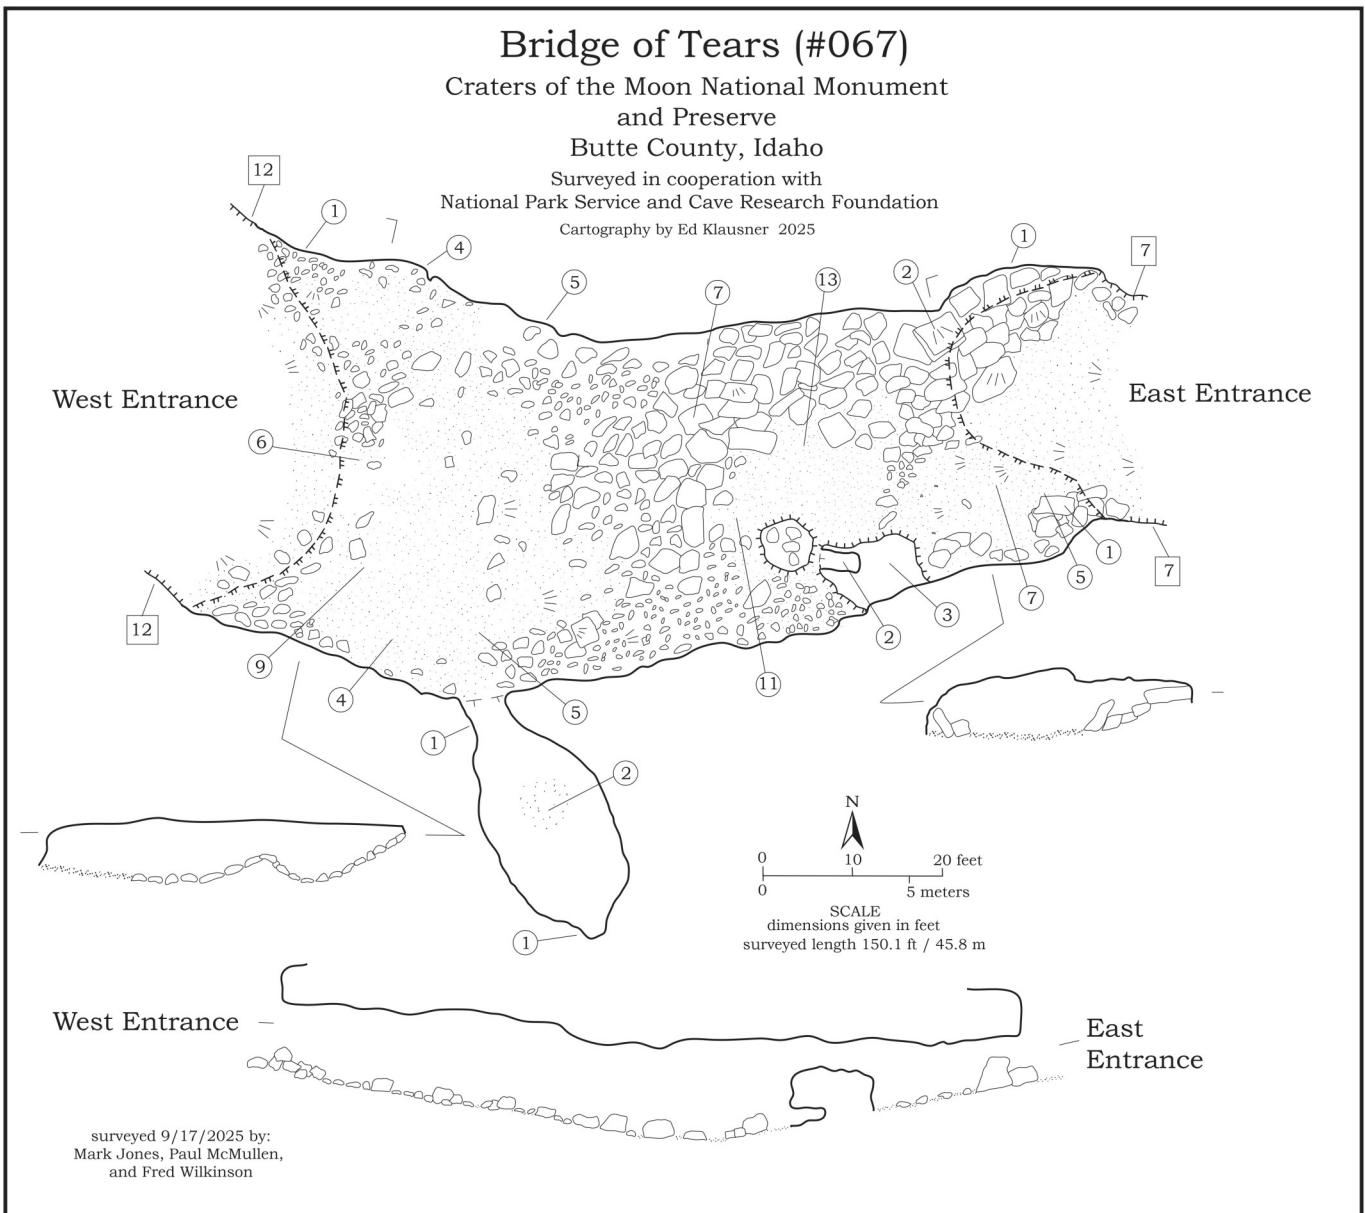 Bridge of Tears (#067)
Craters of the Moon National Monument
and Preserve
Butte County, Idaho
Surveyed in cooperation with
National Park Service and Cave Research Foundation
Cartography by Ed Klausner 2025
12
1
4
5
7
13
2
1
7
West Entrance
East Entrance
6
12
9
4
1
5
11
2
3
7
5
1
7
2
1
N
0 10 20 feet
0 5 meters
SCALE
dimensions given in feet
surveyed length 150.1 ft / 45.8 m
West Entrance
East
Entrance
surveyed 9/17/2025 by:
Mark Jones, Paul McMullen,
and Fred Wilkinson